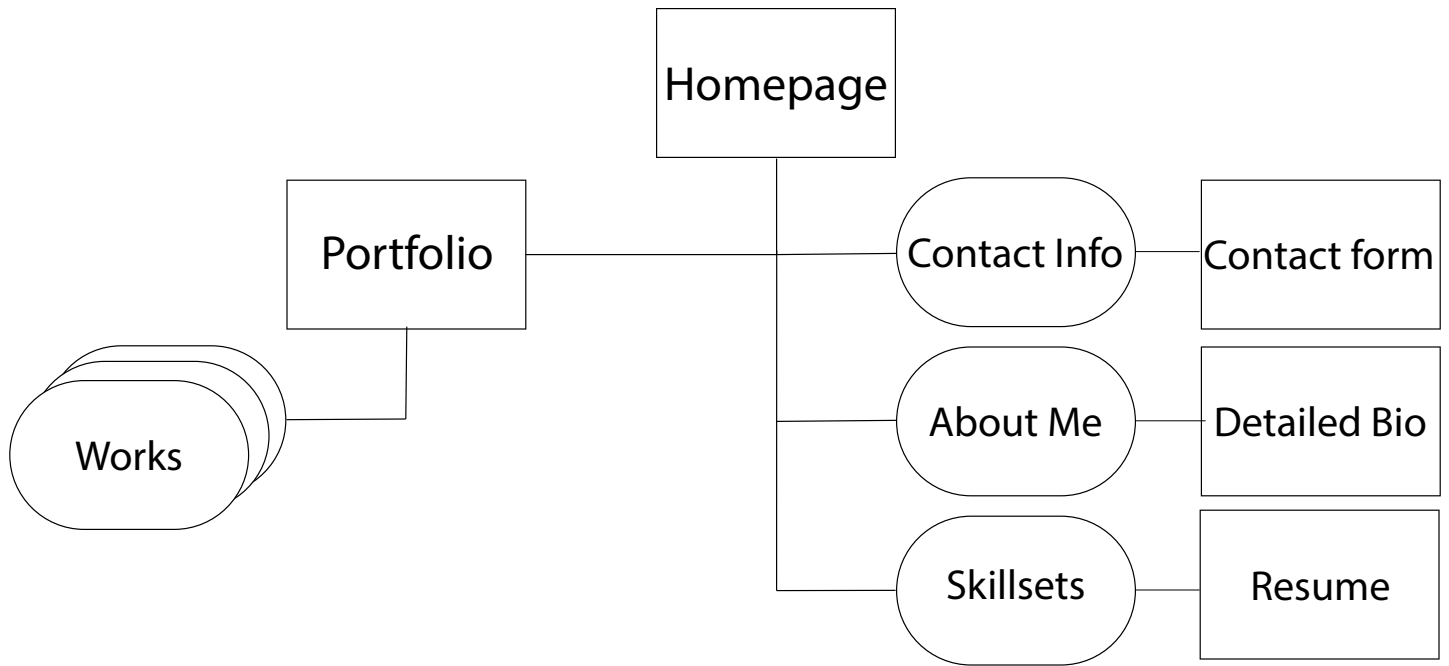 Homepage
Portfolio
Contact Info
Contact form
Works
About Me
Detailed Bio
Skillsets
Resume